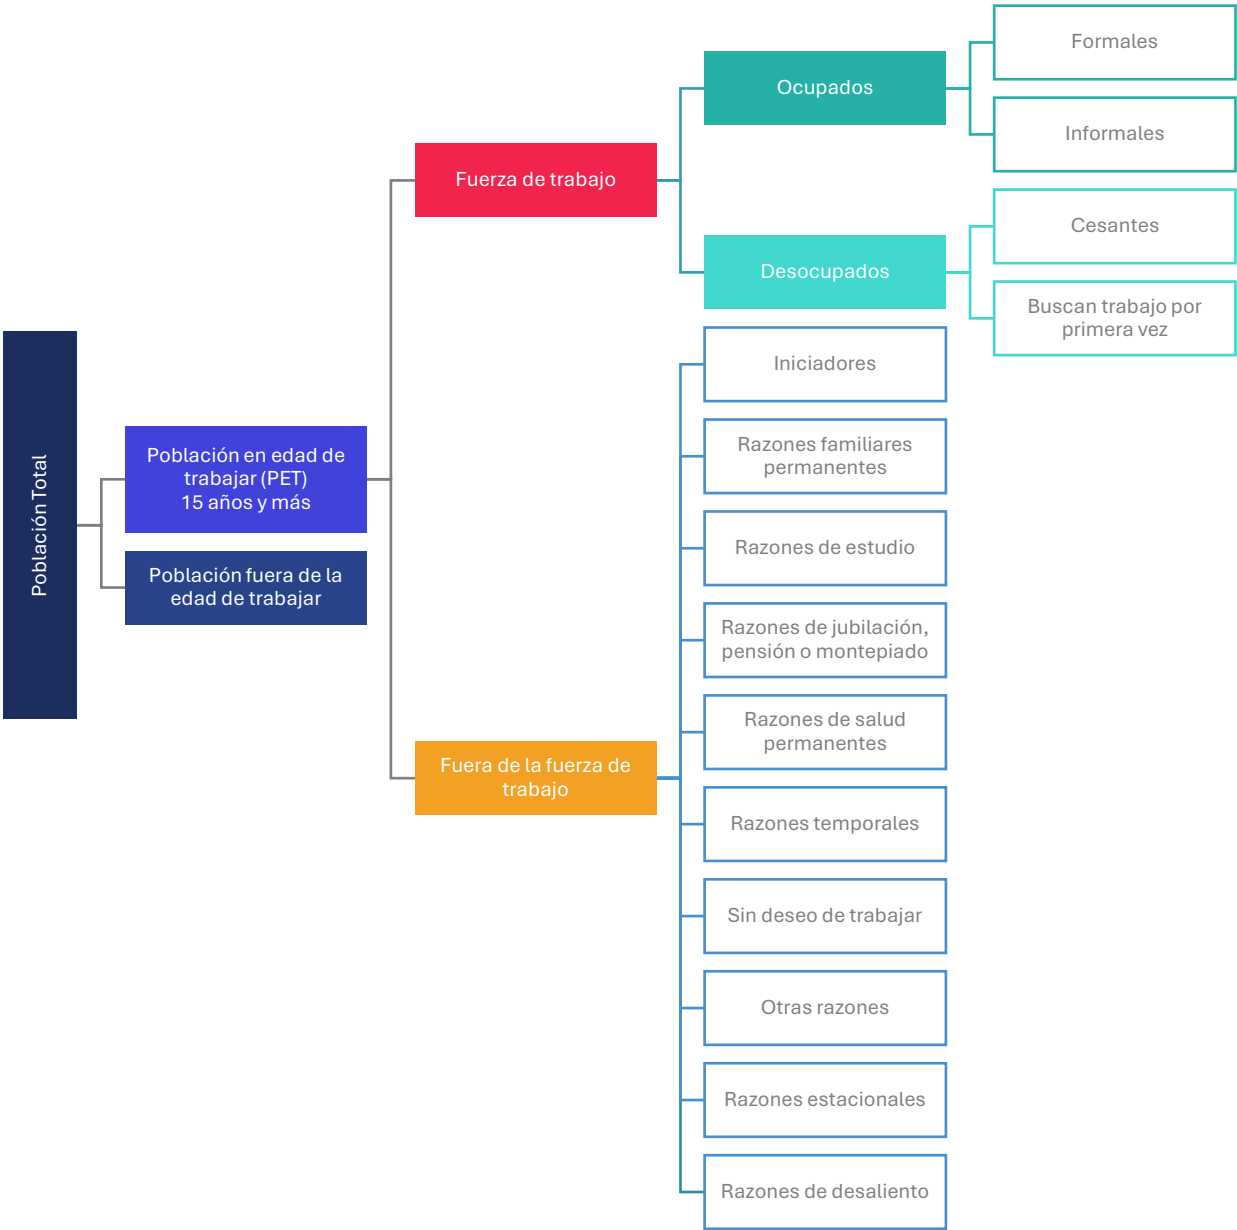 Población Total
Población en edad de
trabajar (PET)
15 años y más
Población fuera de la
edad de trabajar
Fuerza de trabajo
Ocupados
Formales
Informales
Desocupados
Cesantes
Buscan trabajo por
primera vez
Fuera de la fuerza de
trabajo
Iniciadores
Razones familiares
permanentes
Razones de estudio
Razones de jubilación,
pensión o montepiado
Razones de salud
permanentes
Razones temporales
Sin deseo de trabajar
Otras razones
Razones estacionales
Razones de desaliento